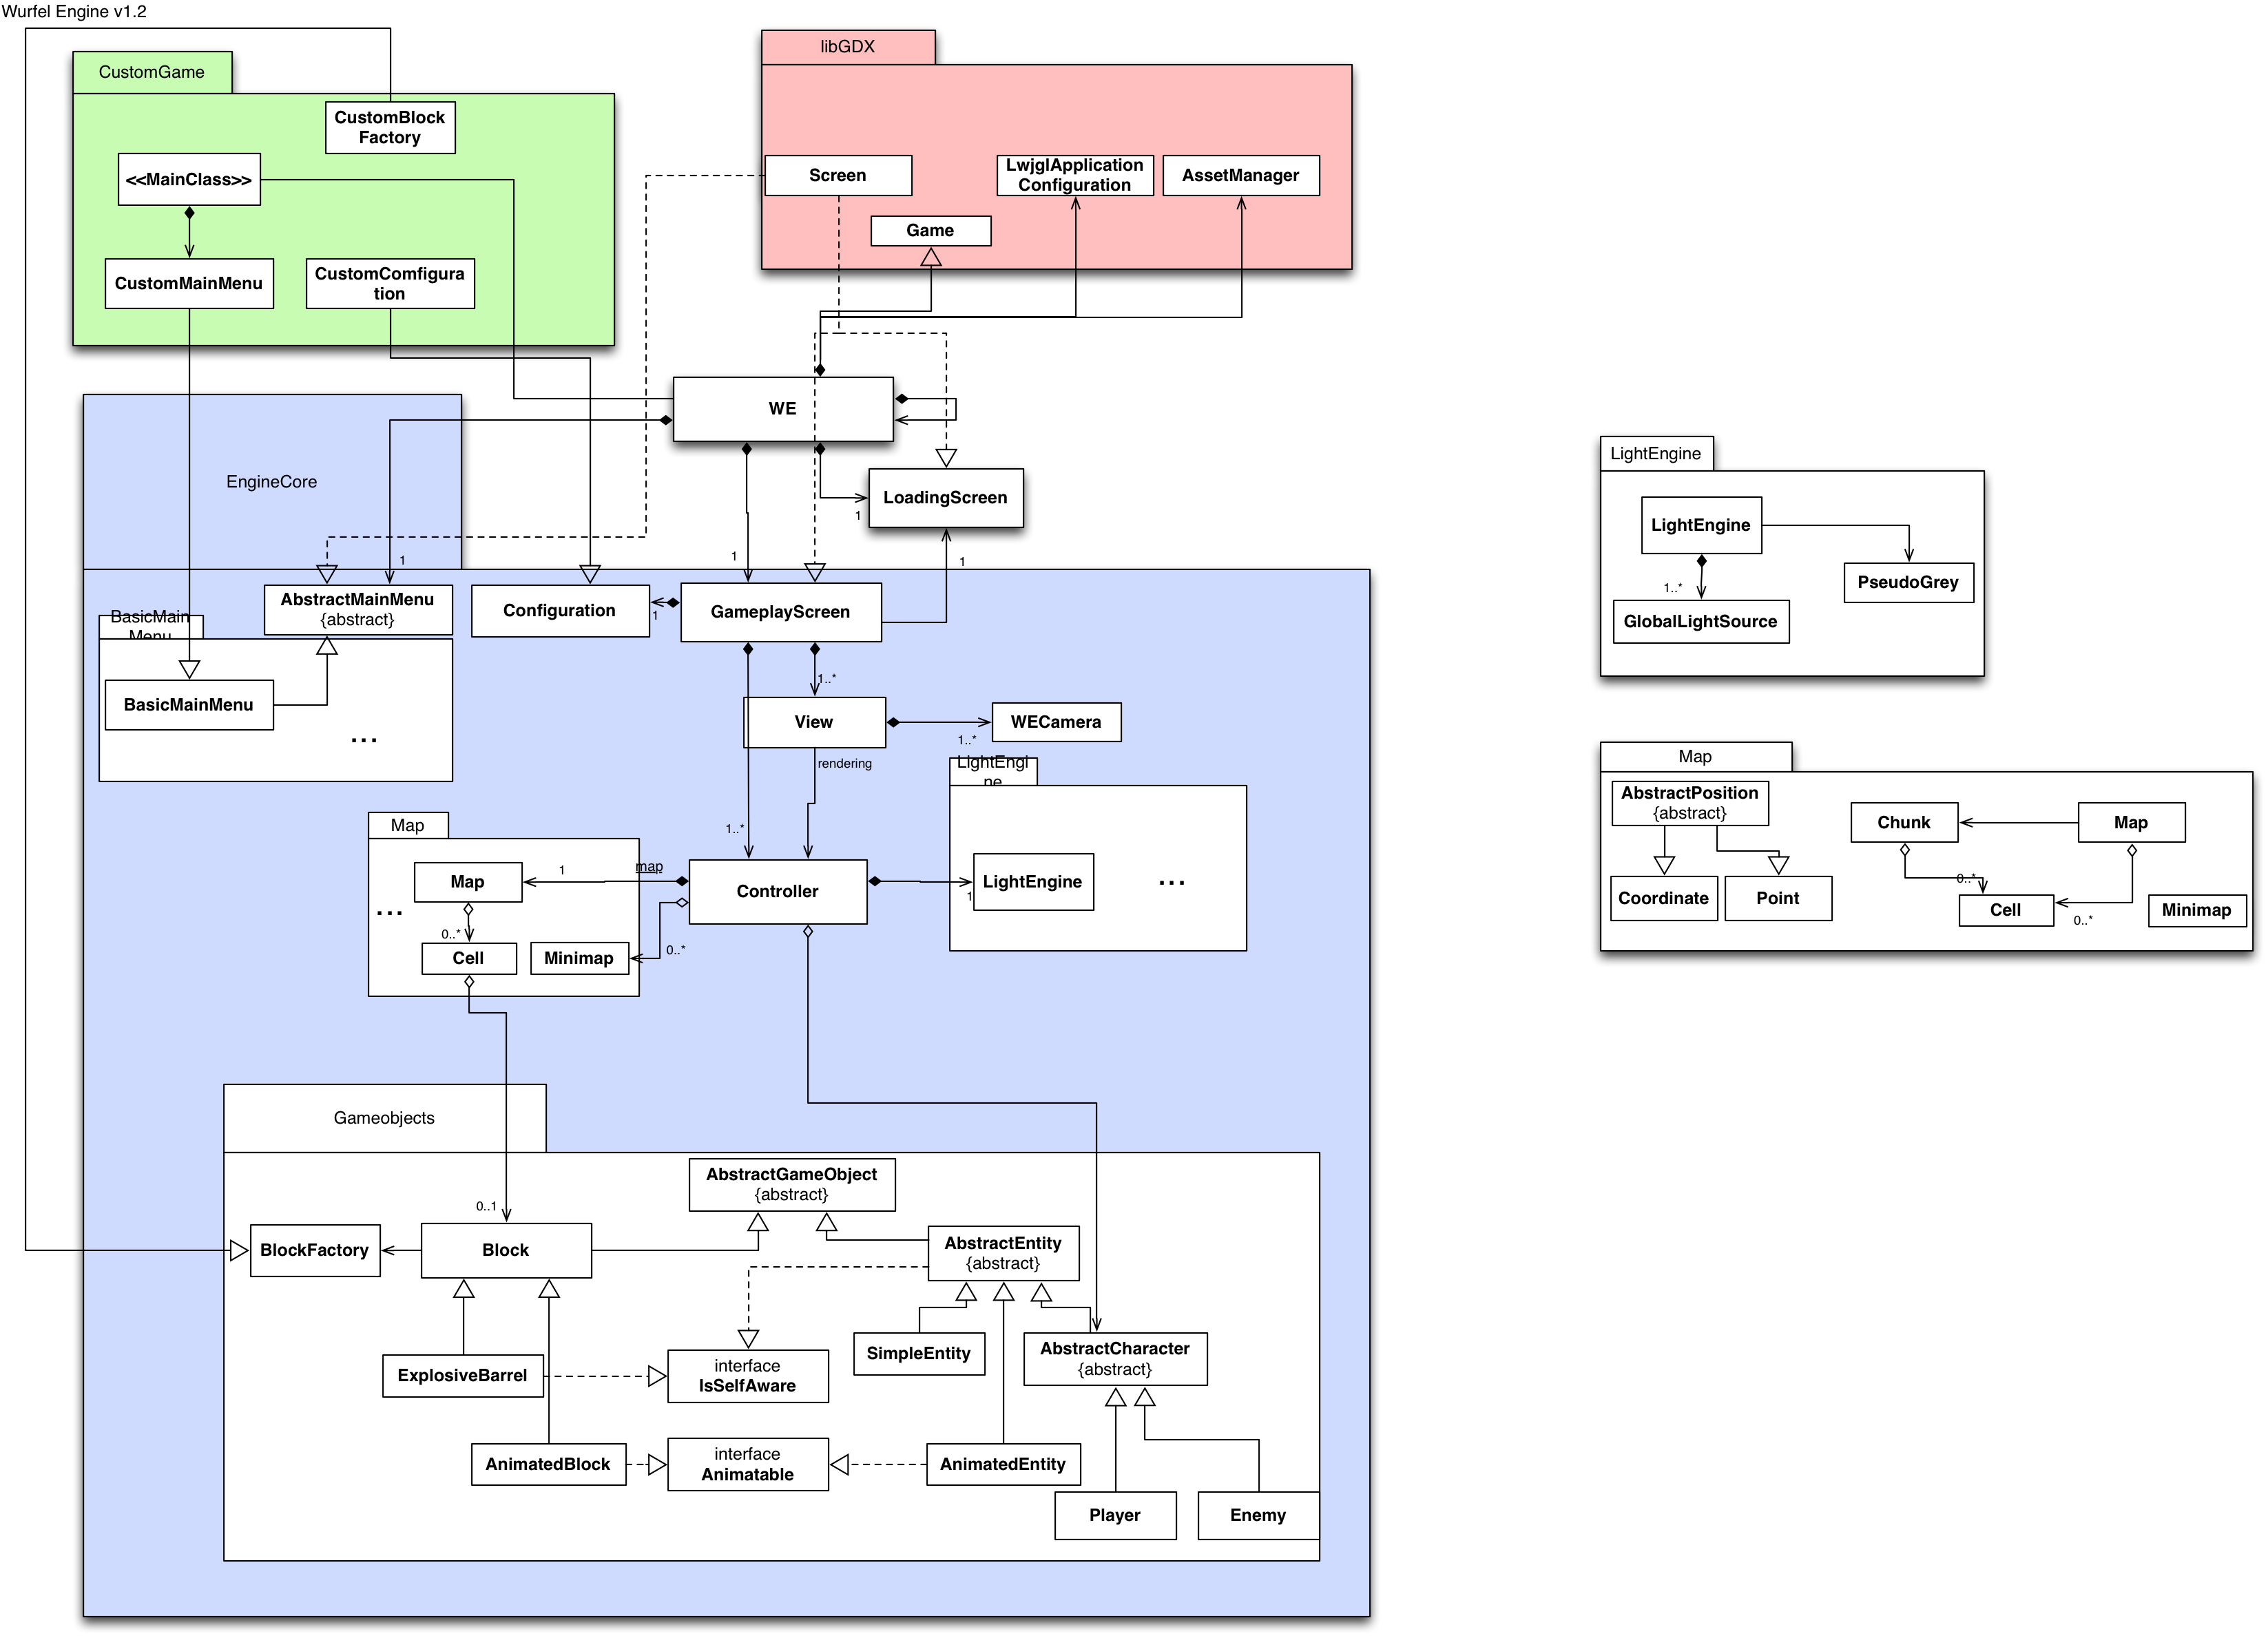 Wurfel Engine v1.2
CustomGame
CustomBlock
Factory
<<MainClass>>
CustomMainMenu
CustomComfigura
tion
libGDX
Screen
LwjglApplication
Configuration
AssetManager
Game
WE
LoadingScreen
1
1
1
1
EngineCore
AbstractMainMenu
{abstract}
Configuration
1
GameplayScreen
BasicMain
Menu
BasicMainMenu
...
1..*
View
WECamera
1..*
rendering
1..*
LightEngi
ne
LightEngine
1
...
Map
Map
1
map
...
0..*
Cell
Minimap
0..*
Controller
Gameobjects
AbstractGameObject
{abstract}
0..1
BlockFactory
Block
AbstractEntity
{abstract}
SimpleEntity
AbstractCharacter
{abstract}
ExplosiveBarrel
interface
IsSelfAware
AnimatedBlock
interface
Animatable
AnimatedEntity
Player
Enemy
LightEngine
LightEngine
1..*
PseudoGrey
GlobalLightSource
Map
AbstractPosition
{abstract}
Chunk
Map
Coordinate
Point
0..*
Cell
0..*
Minimap